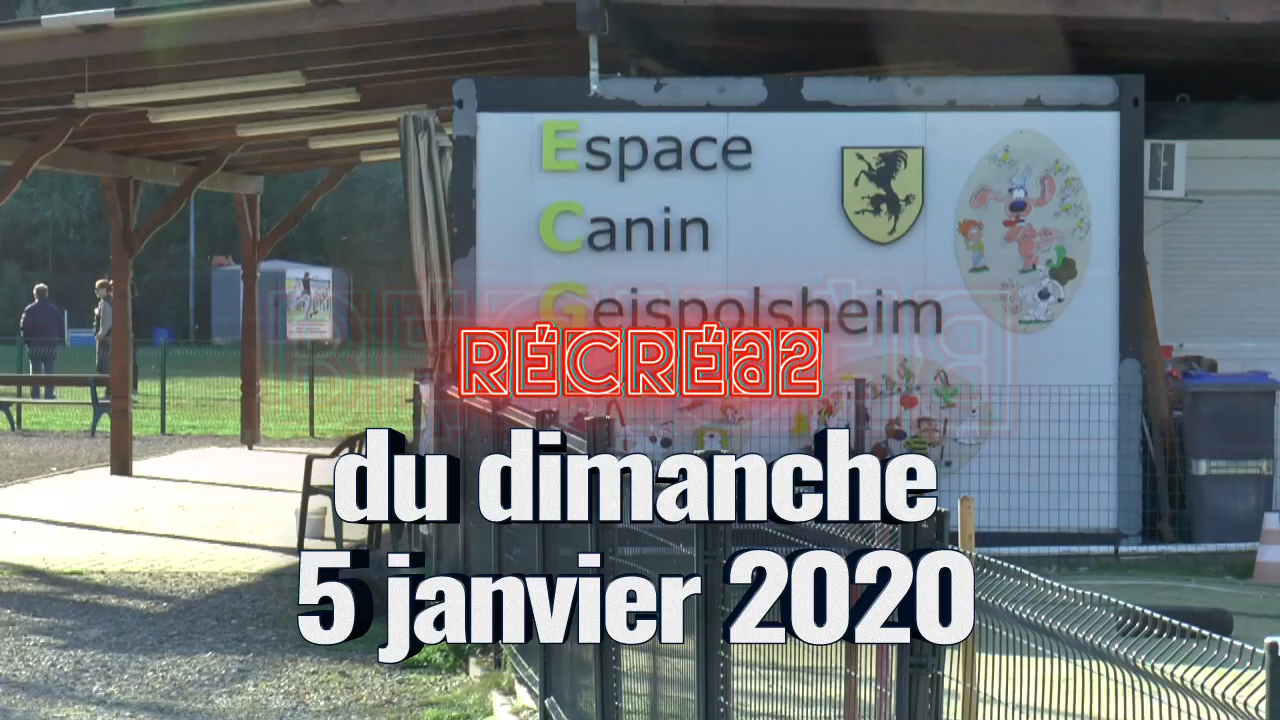 Espace
Canin
Geispolsheim
RÉCRÉA2
du dimanche
5 janvier 2020